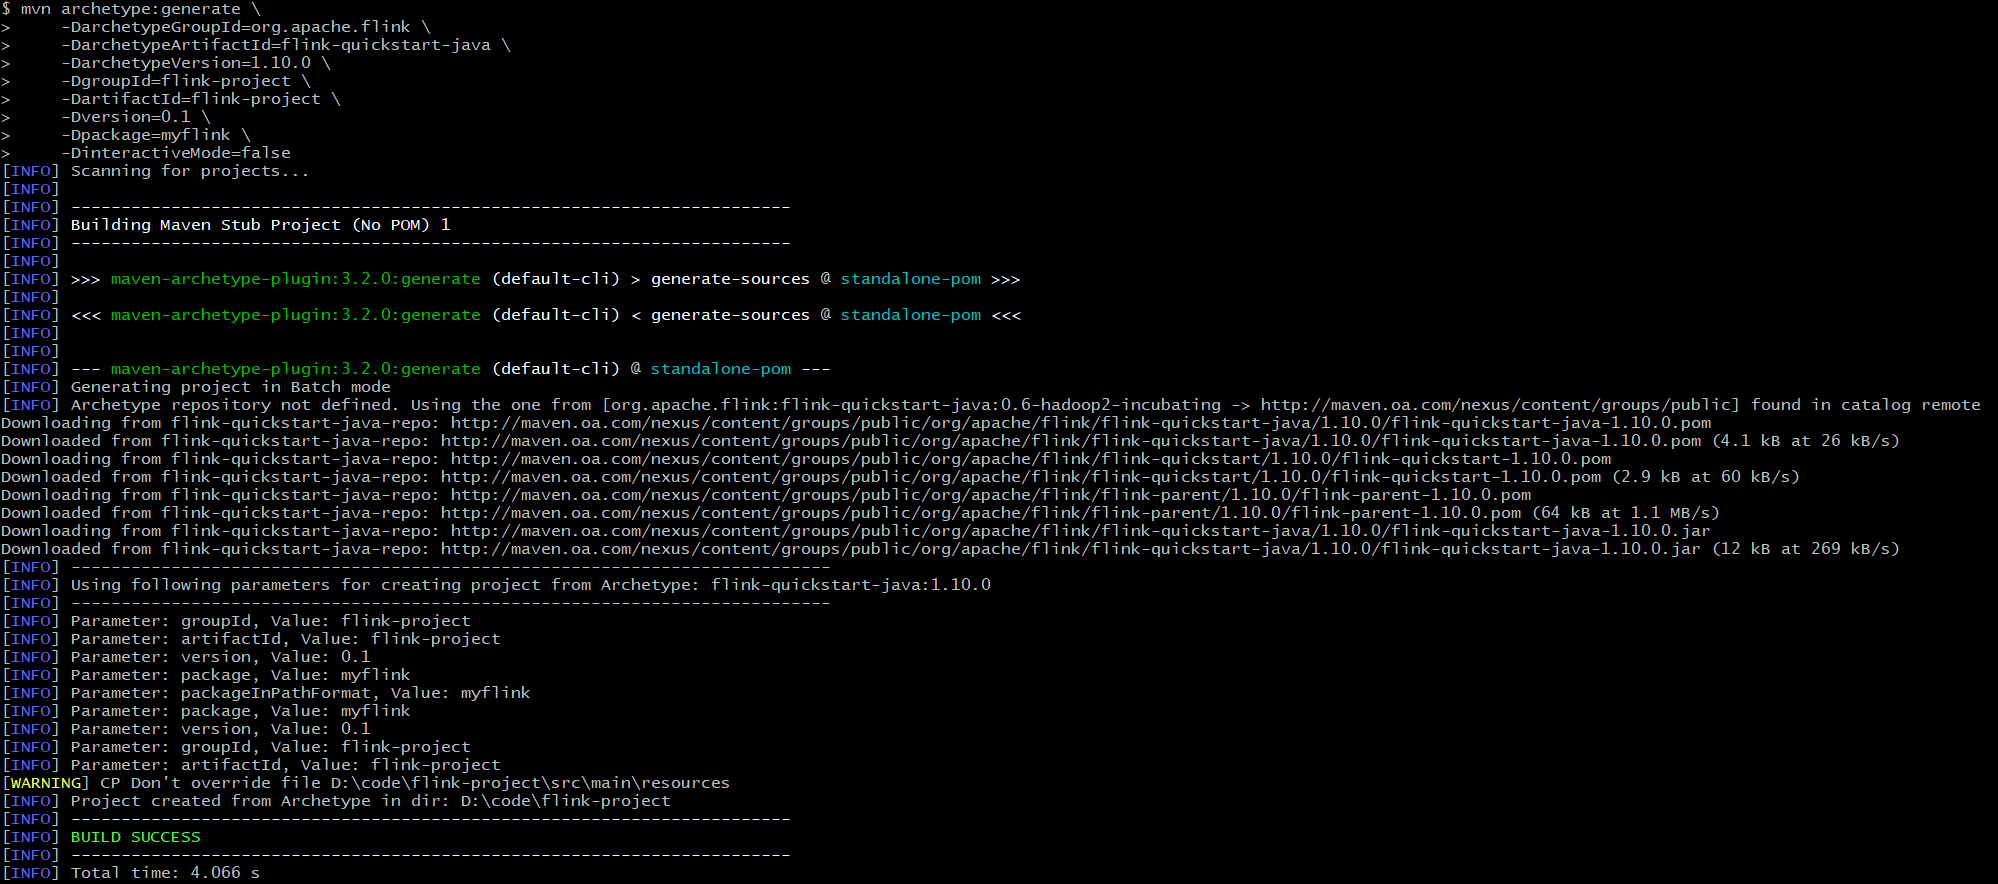 $ mvn archetype:generate \
>     -DarchetypeGroupId=org.apache.flink \
>     -DarchetypeArtifactId=flink-quickstart-java \
>     -DarchetypeVersion=1.10.0 \
>     -DgroupId=flink-project \
>     -DartifactId=flink-project \
>     -Dversion=0.1 \
>     -Dpackage=myflink \
>     -DinteractiveMode=false
[INFO] Scanning for projects...
[INFO]
[INFO] ------------------------------------------------------------------------
[INFO] Building Maven Stub Project (No POM) 1
[INFO] ------------------------------------------------------------------------
[INFO]
[INFO] >>> maven-archetype-plugin:3.2.0:generate (default-cli) > generate-sources @ standalone-pom >>>
[INFO]
[INFO] <<< maven-archetype-plugin:3.2.0:generate (default-cli) < generate-sources @ standalone-pom <<<
[INFO]
[INFO]
[INFO] --- maven-archetype-plugin:3.2.0:generate (default-cli) @ standalone-pom ---
[INFO] Generating project in Batch mode
[INFO] Archetype repository not defined. Using the one from [org.apache.flink:flink-quickstart-java:0.6-hadoop2-incubating -> http://maven.oa.com/nexus/content/groups/public] found in catalog remote
Downloading from flink-quickstart-java-repo: http://maven.oa.com/nexus/content/groups/public/org/apache/flink/flink-quickstart-java/1.10.0/flink-quickstart-java-1.10.0.pom
Downloaded from flink-quickstart-java-repo: http://maven.oa.com/nexus/content/groups/public/org/apache/flink/flink-quickstart-java/1.10.0/flink-quickstart-java-1.10.0.pom (4.1 kB at 26 kB/s)
Downloading from flink-quickstart-java-repo: http://maven.oa.com/nexus/content/groups/public/org/apache/flink/flink-quickstart/1.10.0/flink-quickstart-1.10.0.pom
Downloaded from flink-quickstart-java-repo: http://maven.oa.com/nexus/content/groups/public/org/apache/flink/flink-quickstart/1.10.0/flink-quickstart-1.10.0.pom (2.9 kB at 60 kB/s)
Downloading from flink-quickstart-java-repo: http://maven.oa.com/nexus/content/groups/public/org/apache/flink/flink-parent/1.10.0/flink-parent-1.10.0.pom
Downloaded from flink-quickstart-java-repo: http://maven.oa.com/nexus/content/groups/public/org/apache/flink/flink-parent/1.10.0/flink-parent-1.10.0.pom (64 kB at 1.1 MB/s)
Downloading from flink-quickstart-java-repo: http://maven.oa.com/nexus/content/groups/public/org/apache/flink/flink-quickstart-java/1.10.0/flink-quickstart-java-1.10.0.jar
Downloaded from flink-quickstart-java-repo: http://maven.oa.com/nexus/content/groups/public/org/apache/flink/flink-quickstart-java/1.10.0/flink-quickstart-java-1.10.0.jar (12 kB at 269 kB/s)
[INFO] ----------------------------------------------------------------------------
[INFO] Using following parameters for creating project from Archetype: flink-quickstart-java:1.10.0
[INFO] ----------------------------------------------------------------------------
[INFO] Parameter: groupId, Value: flink-project
[INFO] Parameter: artifactId, Value: flink-project
[INFO] Parameter: version, Value: 0.1
[INFO] Parameter: package, Value: myflink
[INFO] Parameter: packageInPathFormat, Value: myflink
[INFO] Parameter: package, Value: myflink
[INFO] Parameter: version, Value: 0.1
[INFO] Parameter: groupId, Value: flink-project
[INFO] Parameter: artifactId, Value: flink-project
[WARNING] CP Don't override file D:\code\flink-project\src\main\resources
[INFO] Project created from Archetype in dir: D:\code\flink-project
[INFO] ------------------------------------------------------------------------
[INFO] BUILD SUCCESS
[INFO] ------------------------------------------------------------------------
[INFO] Total time: 4.066 s